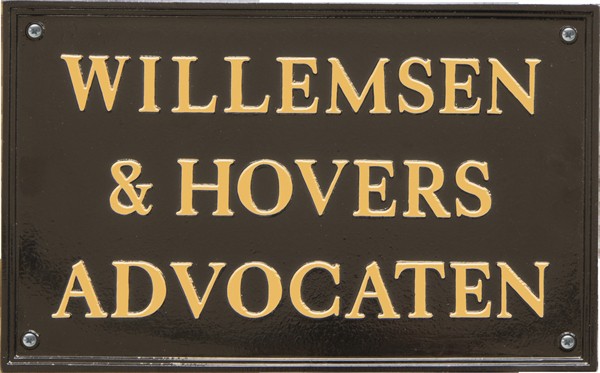 WILLEMSEN
& HOVERS
ADVOCATEN